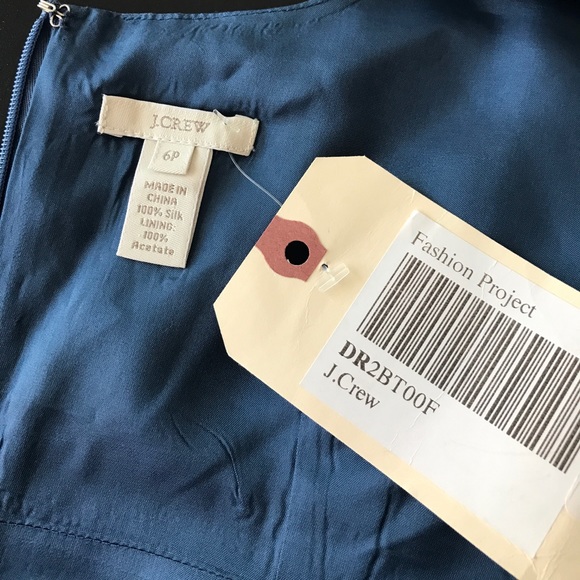 J.CREW
6P
MADE IN
CHINA
100% Silk
LINING:
100%
Acetate
Fashion Project
DR2BT00F
J.Crew